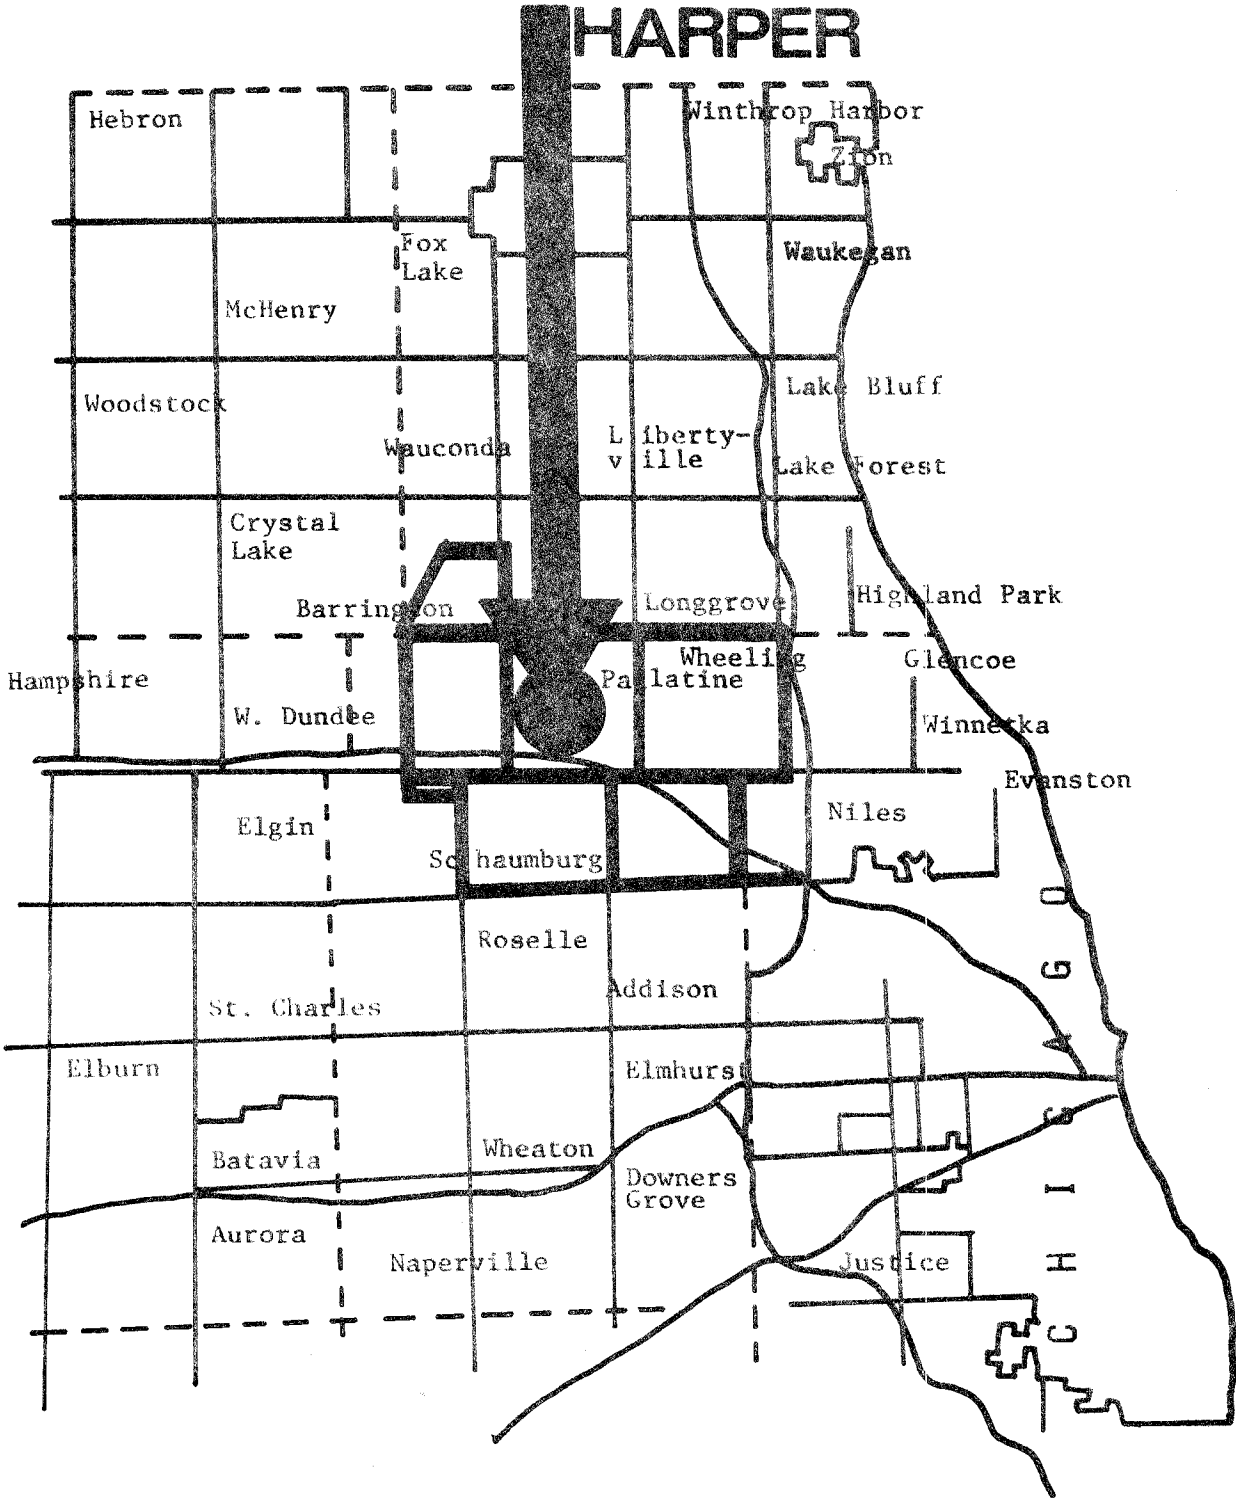 HARPER
Hebron
Winthrop Harbor
Zion
Fox
Lake
Waukegan
McHenry
Woodstock
Lake Bluff
Wauconda
Liberty-
ville
Lake Forest
Crystal
Lake
Barrington
Longgrove
Highland Park
Hampshire
Wheeling
Glencoe
Pallatine
W. Dundee
Winnetka
Evanston
Elgin
Niles
Schaumburg
Roselle
Addison
St. Charles
Elburn
Elmhurst
Batavia
Wheaton
Downers
Grove
Aurora
Naperville
Justice
CHICAGO